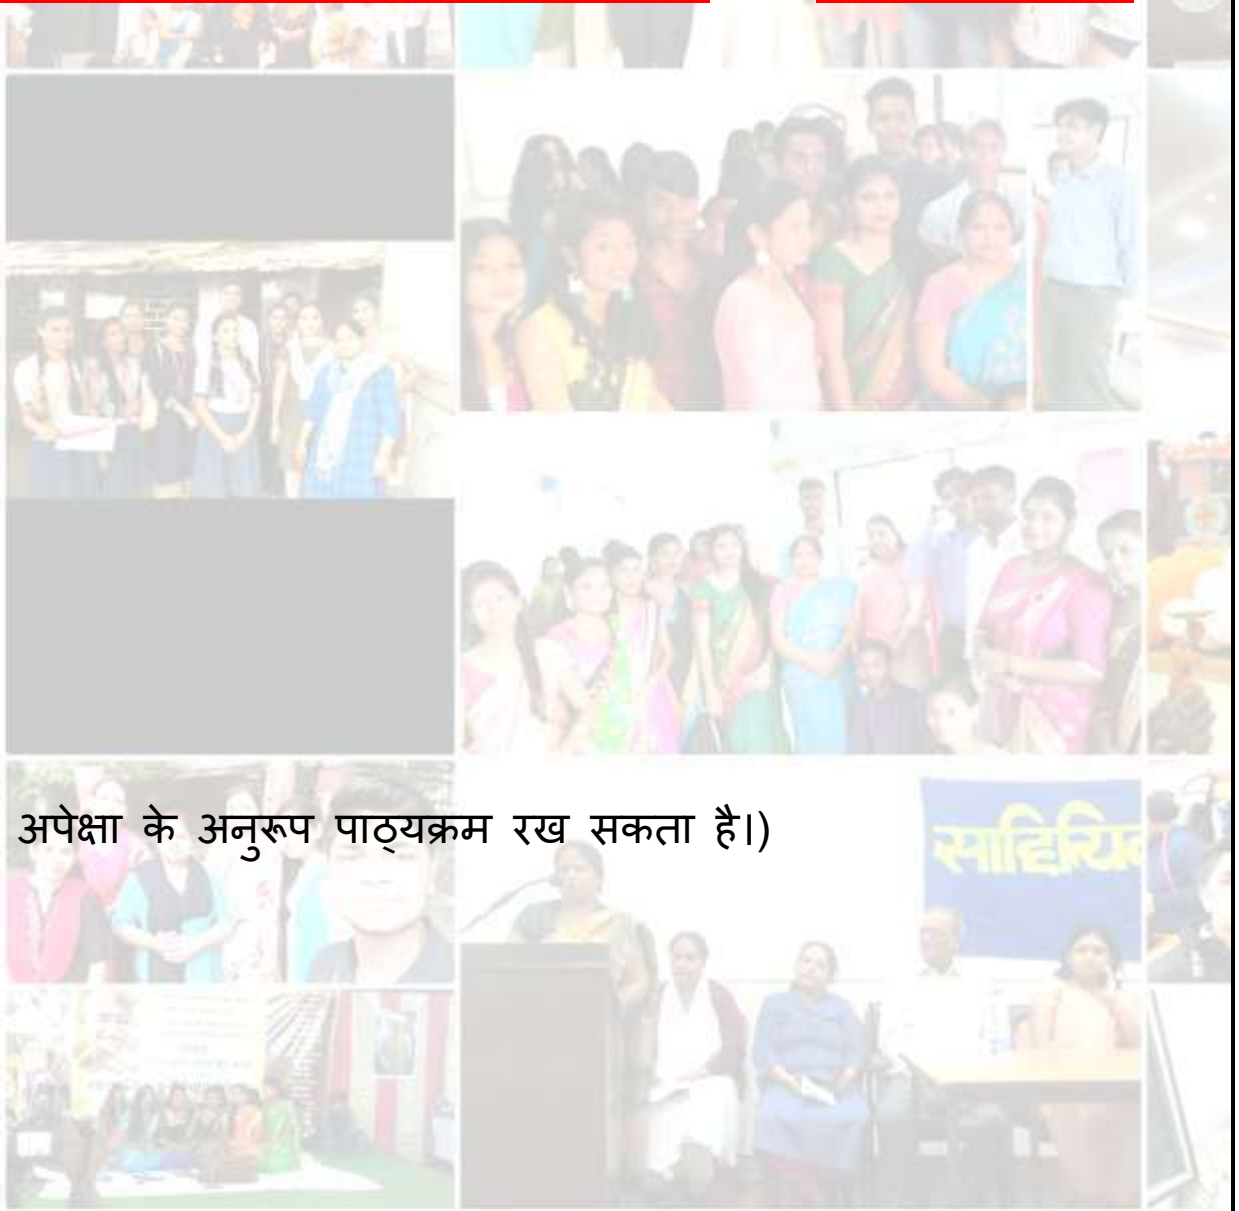 अपेक्षा के अनुरूप पाठ्यक्रम रख सकता है।)